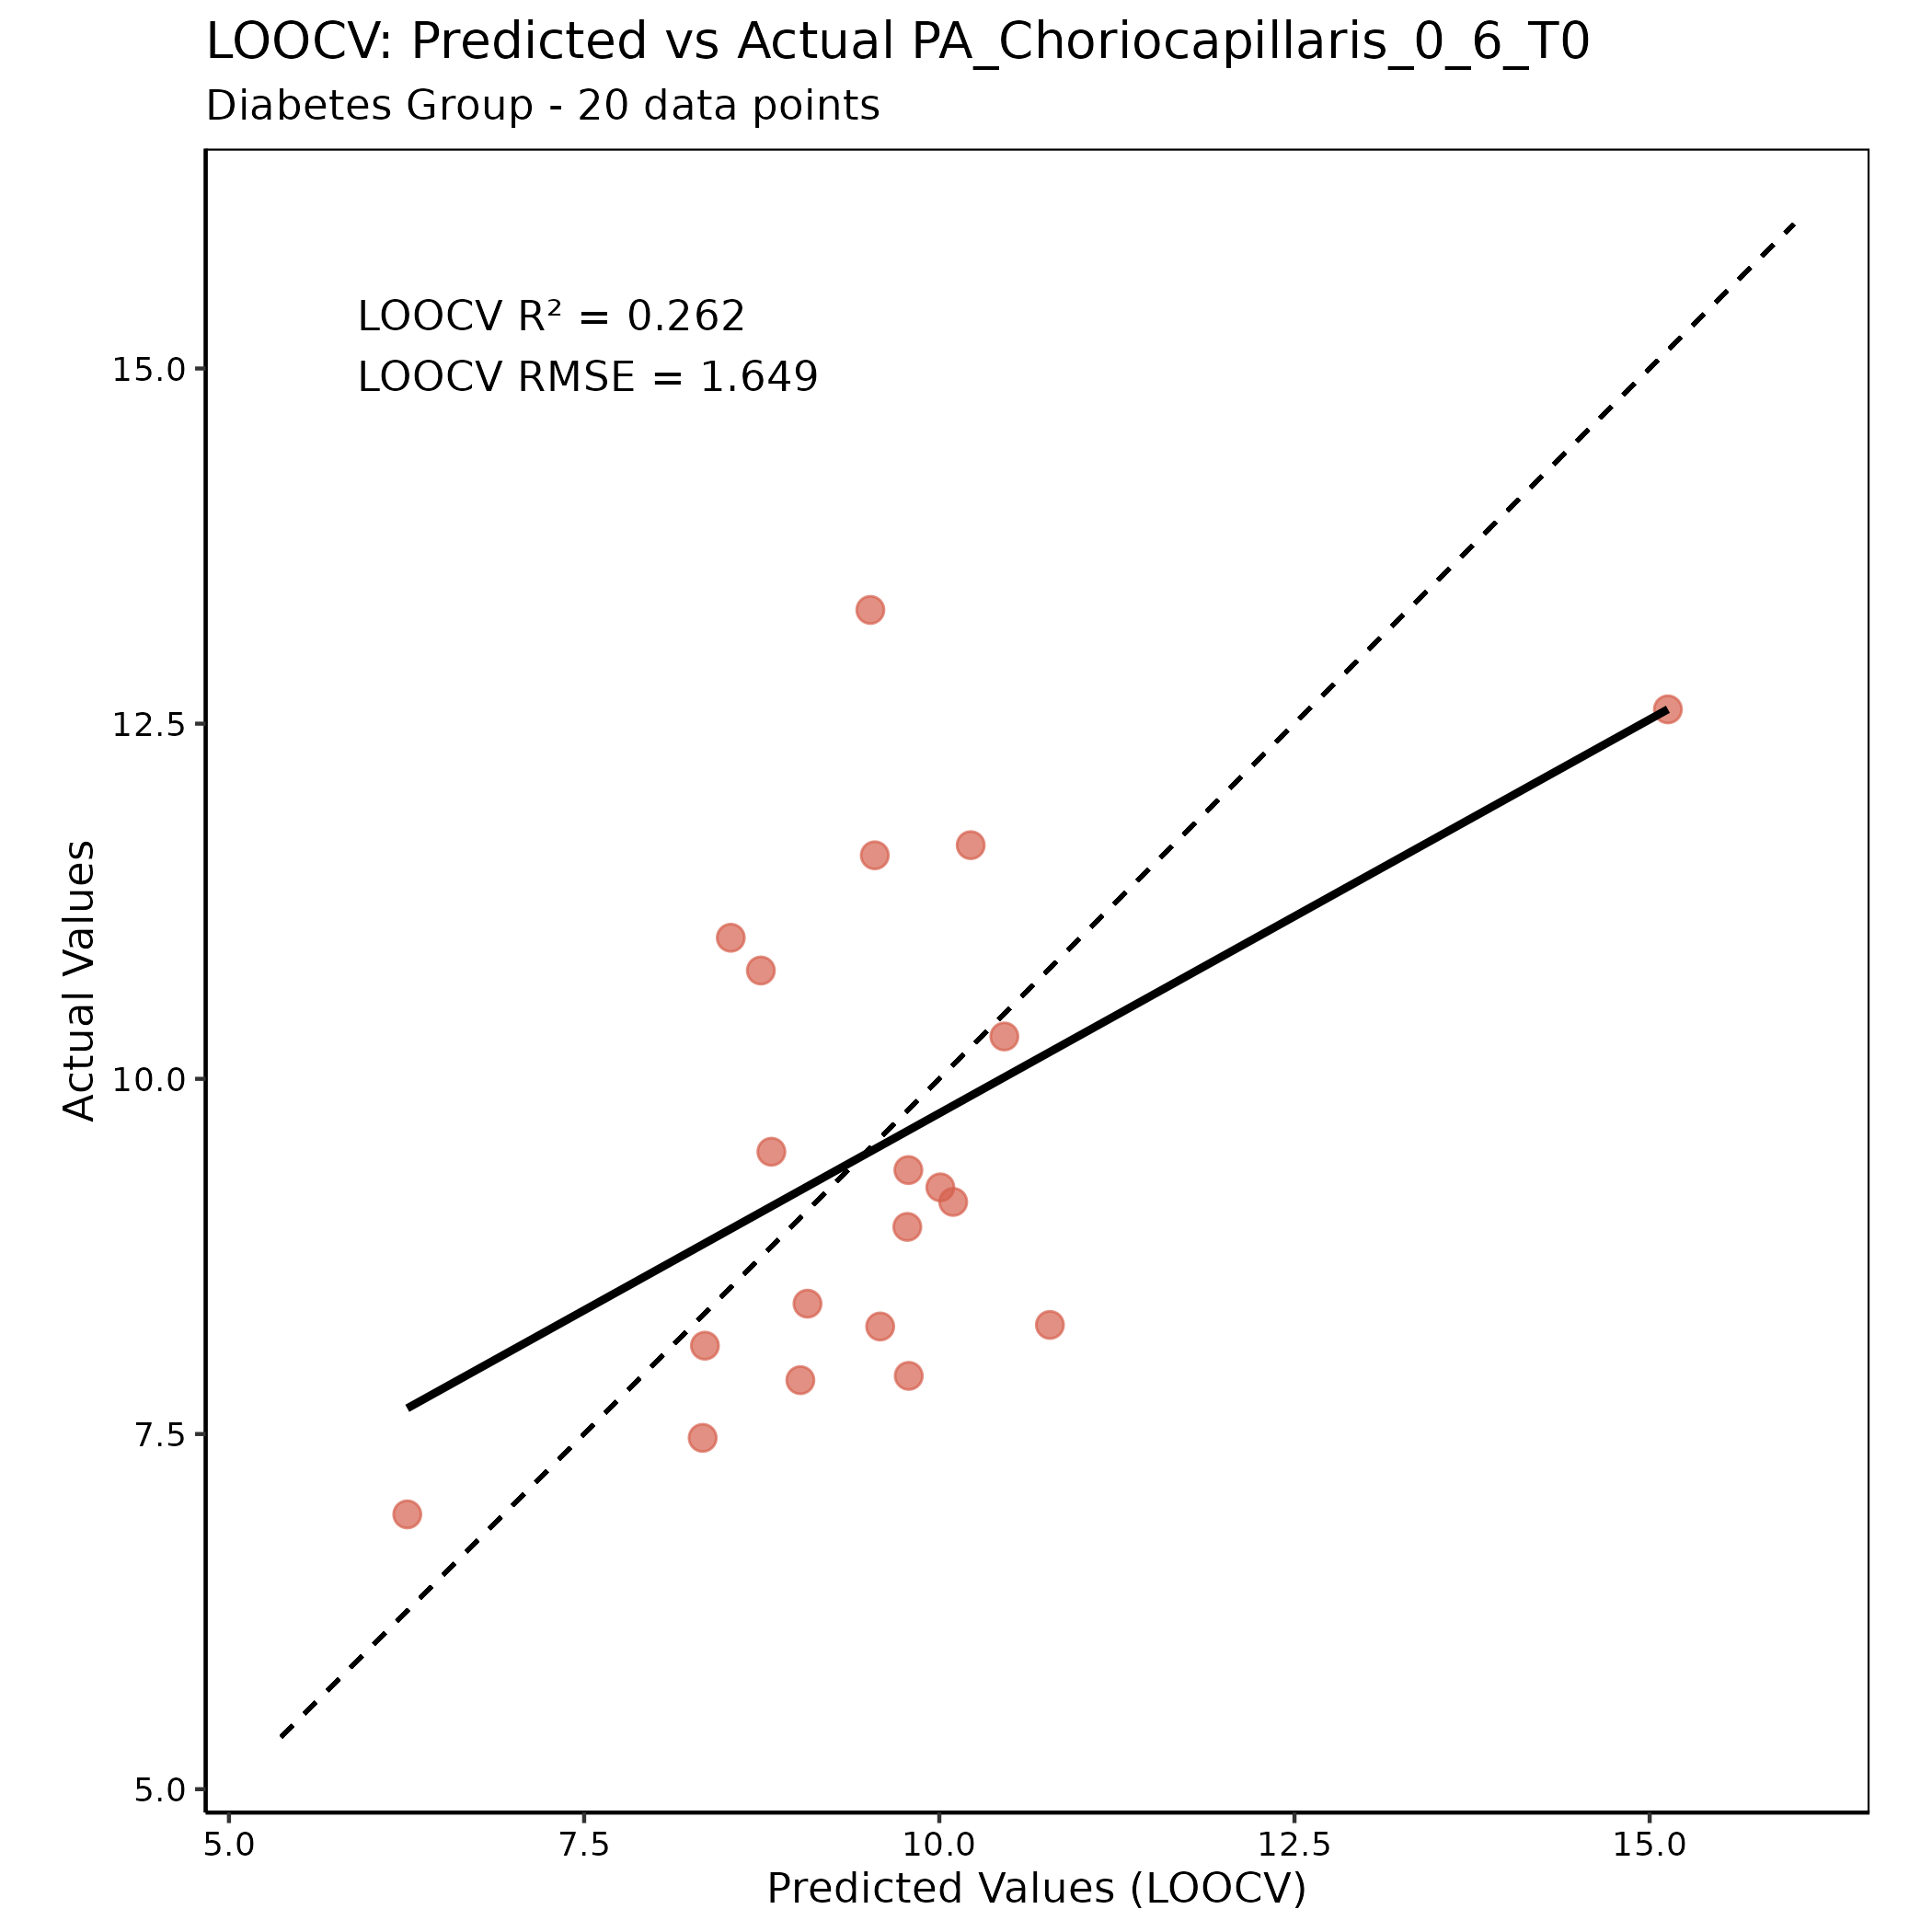 LOOCV: Predicted vs Actual PA_Choriocapillaris_0_6_T0
Diabetes Group - 20 data points
LOOCV R² = 0.262
LOOCV RMSE = 1.649
15.0
12.5
10.0
7.5
5.0
Actual Values
5.0 7.5 10.0 12.5 15.0
Predicted Values (LOOCV)